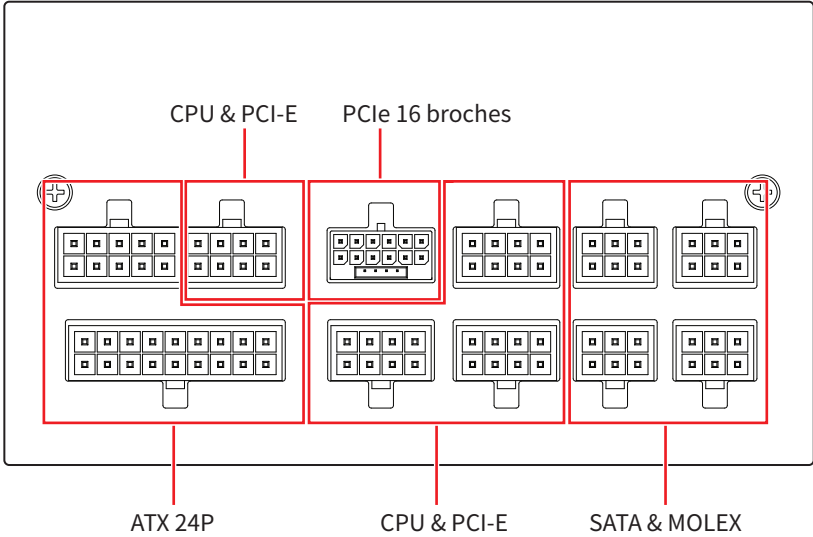 CPU & PCI-E
PCIe 16 broches
ATX 24P
CPU & PCI-E
SATA & MOLEX